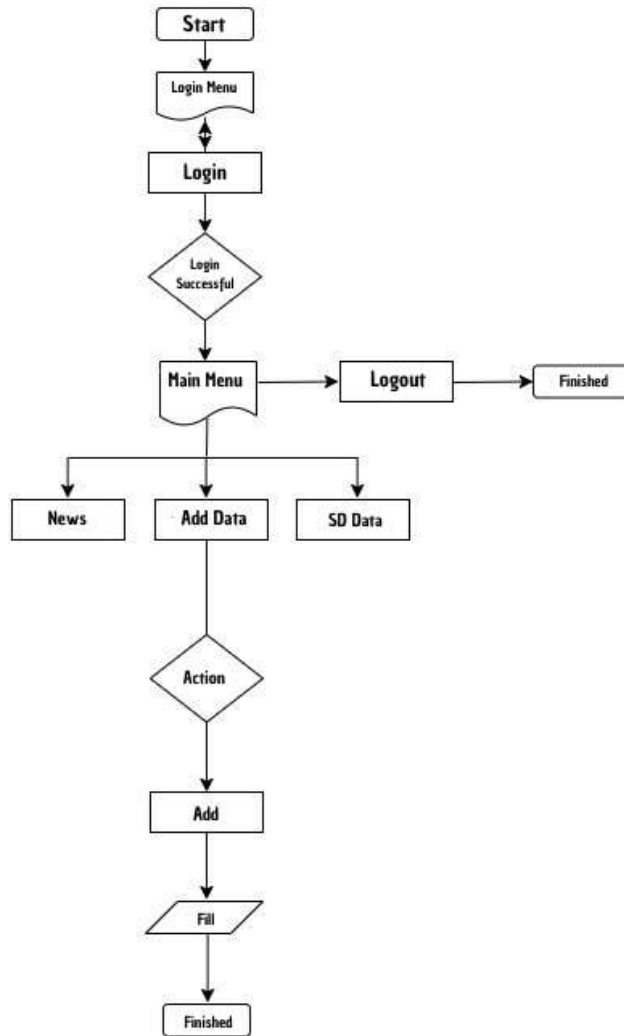 Start
Login Menu
Login
Login
Successful
Main Menu
Logout
Finished
News
Add Data
SD Data
Action
Add
Fill
Finished